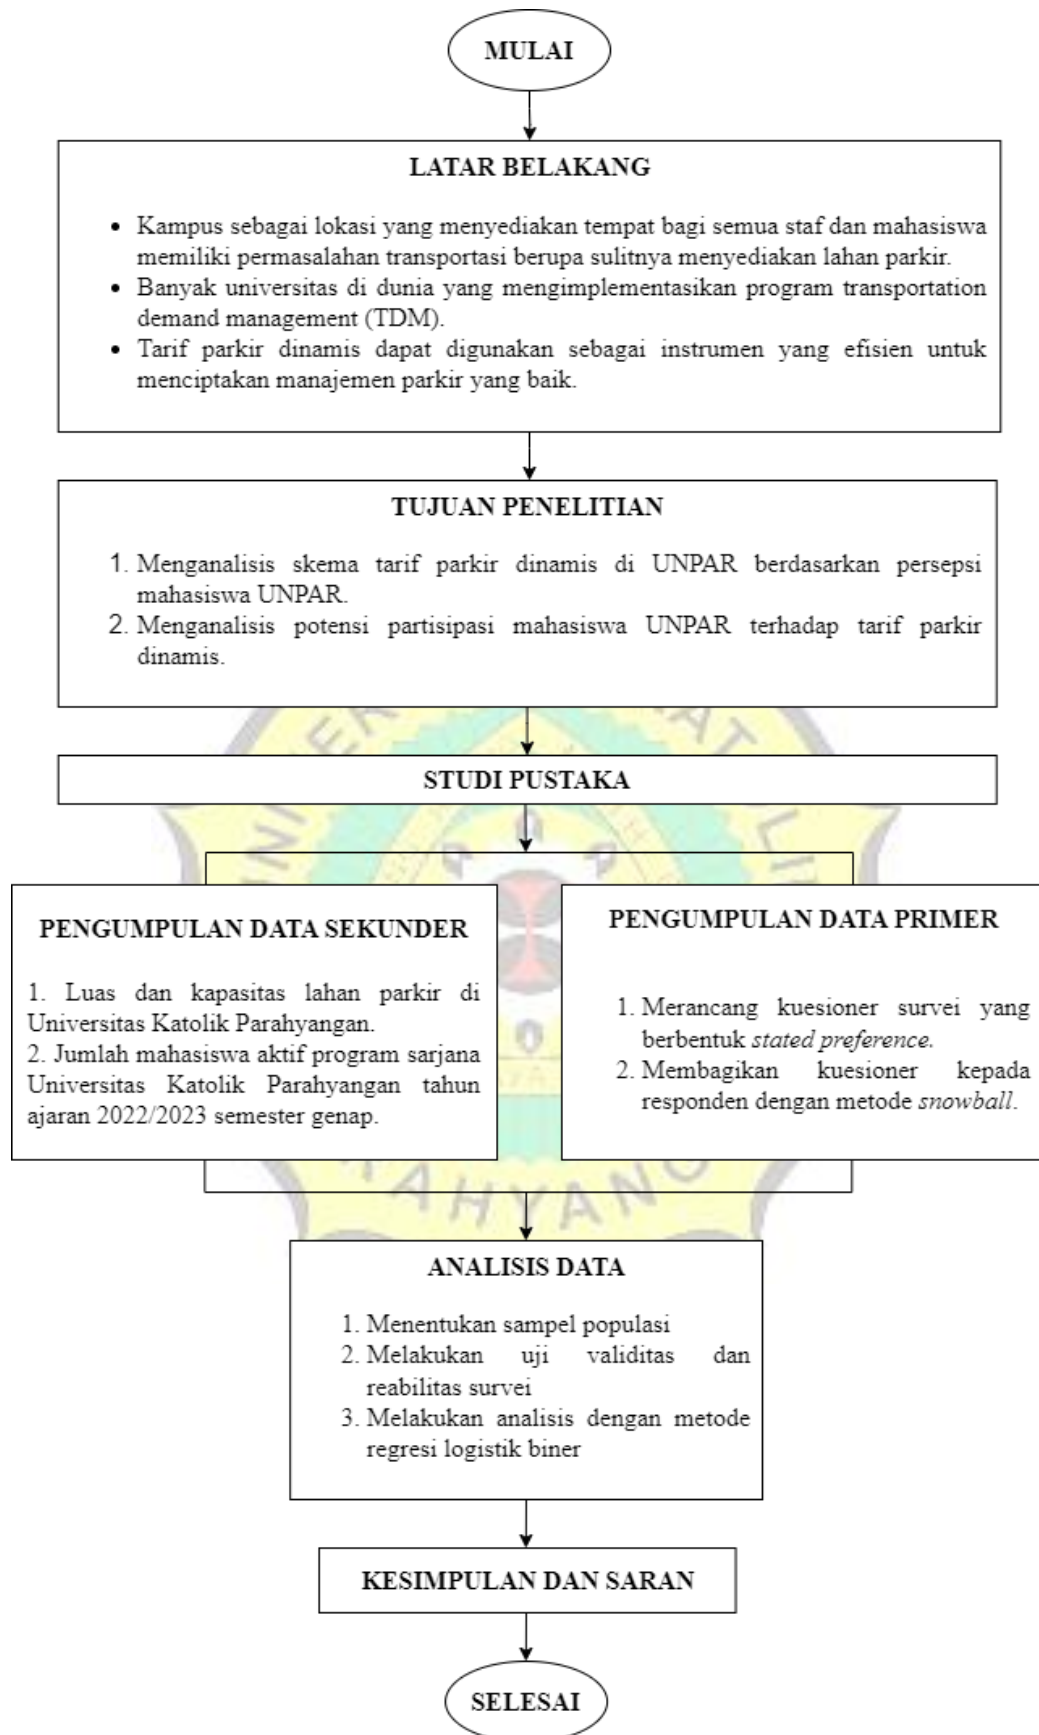 MULAI
LATAR BELAKANG
• Kampus sebagai lokasi yang menyediakan tempat bagi semua staf dan mahasiswa
memiliki permasalahan transportasi berupa sulitnya menyediakan lahan parkir.
• Banyak universitas di dunia yang mengimplementasikan program transportation
demand management (TDM).
• Tarif parkir dinamis dapat digunakan sebagai instrumen yang efisien untuk
menciptakan manajemen parkir yang baik.
TUJUAN PENELITIAN
1. Menganalisis skema tarif parkir dinamis di UNPAR berdasarkan persepsi
mahasiswa UNPAR.
2. Menganalisis potensi partisipasi mahasiswa UNPAR terhadap tarif parkir
dinamis.
STUDI PUSTAKA
PENGUMPULAN DATA SEKUNDER
1. Luas dan kapasitas lahan parkir di
Universitas Katolik Parahyangan.
2. Jumlah mahasiswa aktif program sarjana
Universitas Katolik Parahyangan tahun
ajaran 2022/2023 semester genap.
PENGUMPULAN DATA PRIMER
1. Merancang kuesioner survei yang
berbentuk stated preference.
2. Membagikan kuesioner kepada
responden dengan metode snowball.
ANALISIS DATA
1. Menentukan sampel populasi
2. Melakukan uji validitas dan
reabilitas survei
3. Melakukan analisis dengan metode
regresi logistik biner
KESIMPULAN DAN SARAN
SELESAI